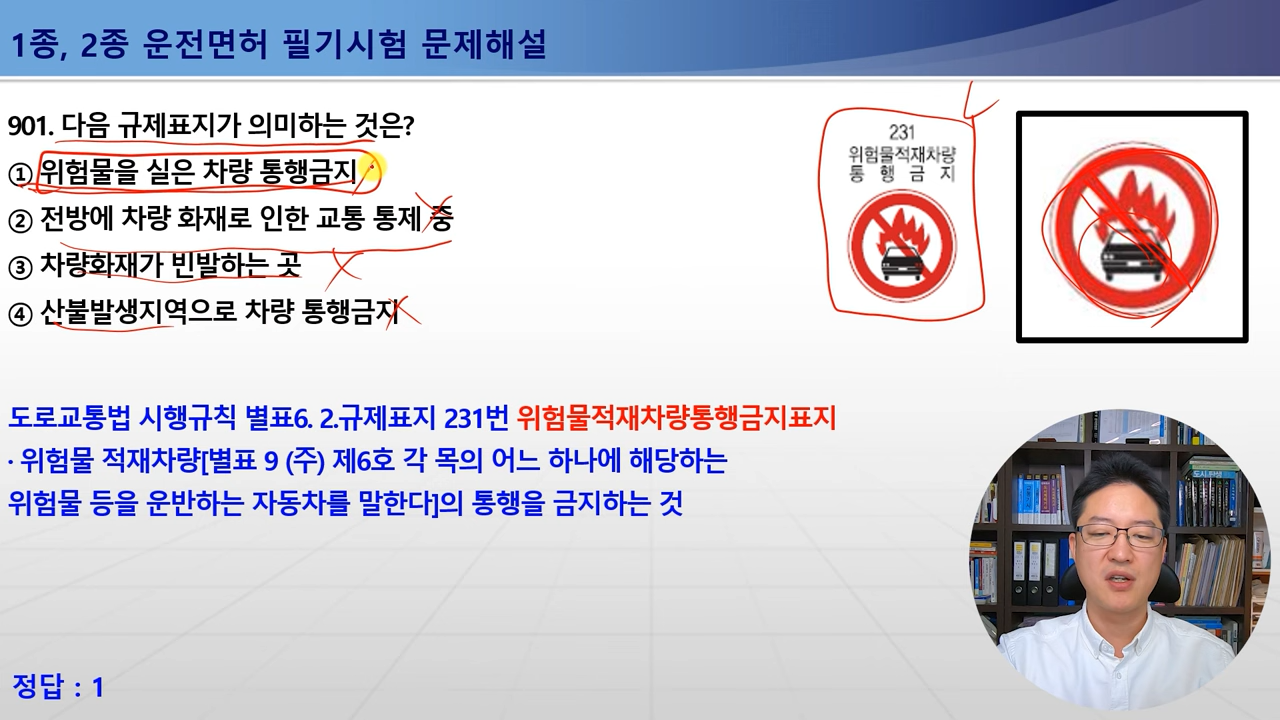 1종, 2종 운전면허 필기시험 문제해설
901. 다음 규제표지가 의미하는 것은?
① 위험물을 실은 차량 통행금지
② 전방에 차량 화재로 인한 교통 통제 중
③ 차량화재가 빈발하는 곳
④ 산불발생지역으로 차량 통행금지
231
위험물적재차량
통 행 금 지
도로교통법 시행규칙 별표6. 2.규제표지 231번 위험물적재차량통행금지표지
· 위험물 적재차량[별표 9 (주) 제6호 각 목의 어느 하나에 해당하는
위험물 등을 운반하는 자동차를 말한다]의 통행을 금지하는 것
정답 : 1